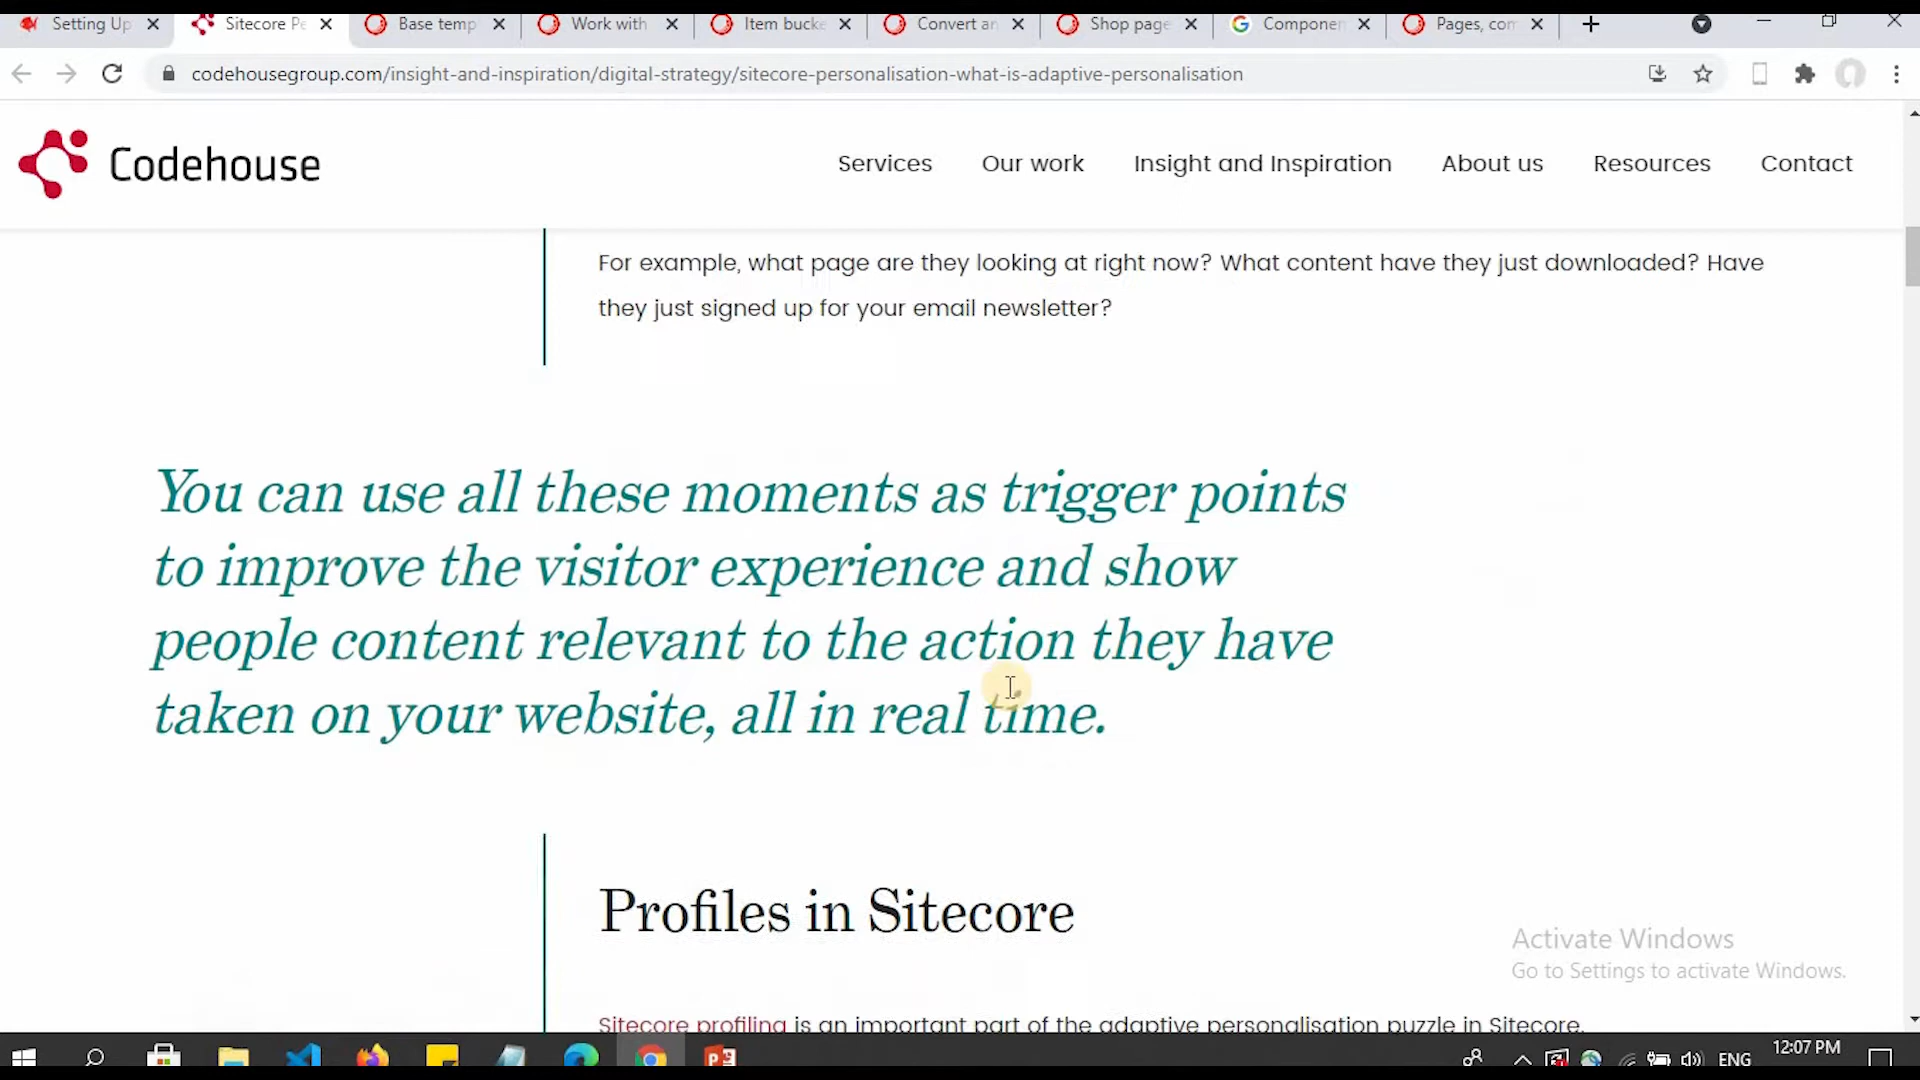 Setting Up
Sitecore Pe
Base temp
Work with
Item bucke
Convert an
Shop page
Componen
Pages, con
codehousegroup.com/insight-and-inspiration/digital-strategy/sitecore-personalisation-what-is-adaptive-personalisation
Codehouse
Services
Our work
Insight and Inspiration
About us
Resources
Contact
For example, what page are they looking at right now? What content have they just downloaded? Have
they just signed up for your email newsletter?
You can use all these moments as trigger points
to improve the visitor experience and show
people content relevant to the action they have
taken on your website, all in real time.
Profiles in Sitecore
Activate Windows
Go to Settings to activate Windows.
Sitecore profiling is an important part of the adaptive personalisation puzzle in Sitecore.
ENG
12:07 PM